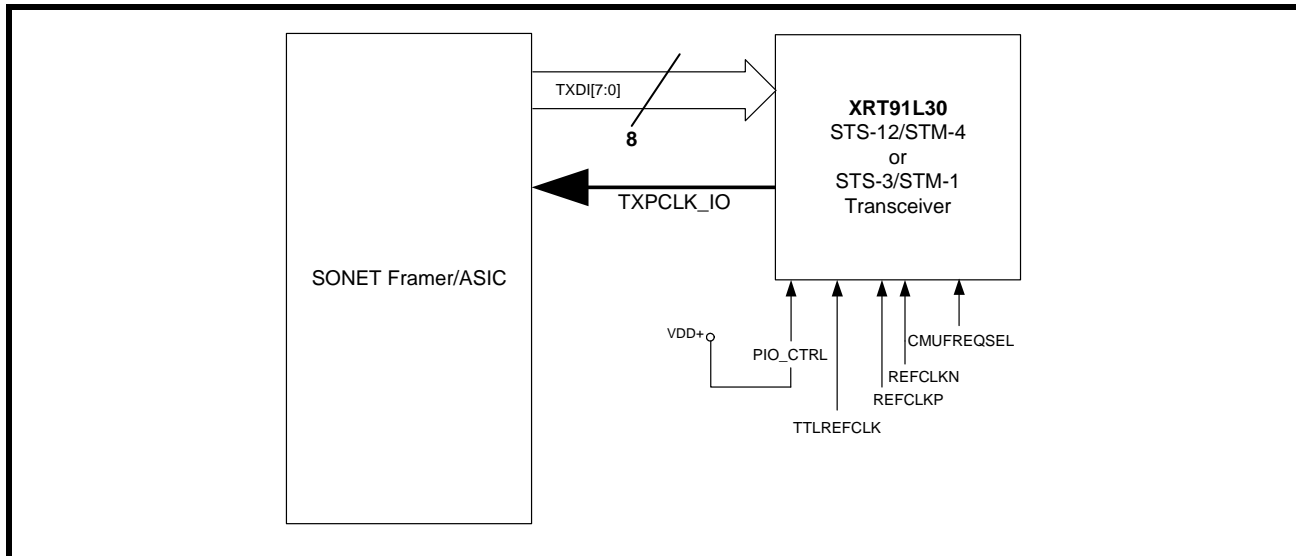 TXDI[7:0]
8
TXPCLK_IO
SONET Framer/ASIC
XRT91L30
STS-12/STM-4
or
STS-3/STM-1
Transceiver
VDD+
PIO_CTRL
CMUFREQSEL
REFCLKN
REFCLKP
TTLREFCLK